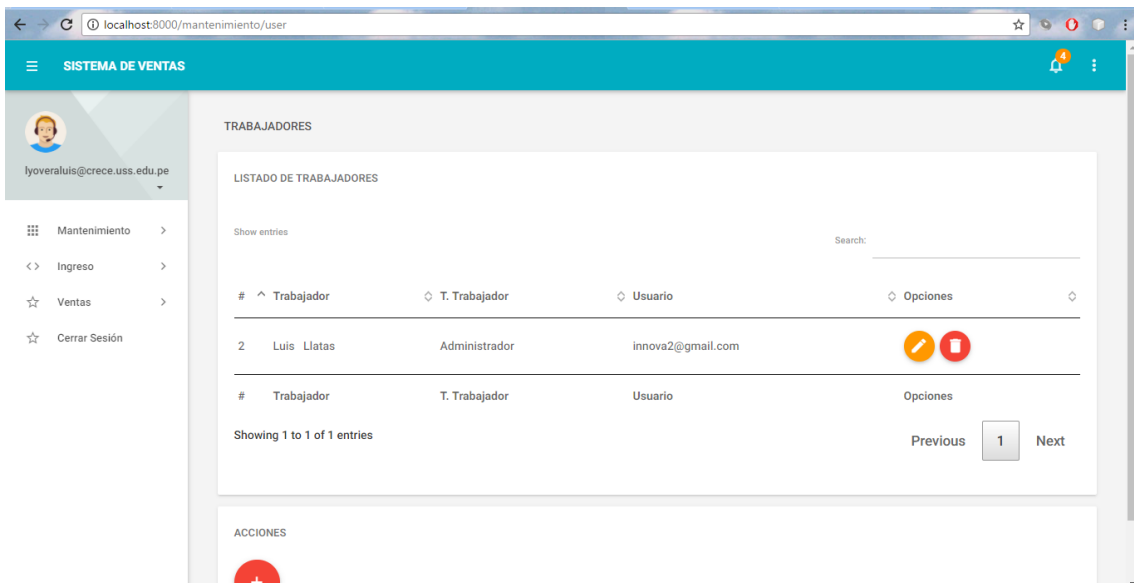 localhost:8000/mantenimiento/user
SISTEMA DE VENTAS
4
lyoveraluis@crece.uss.edu.pe
Mantenimiento
Ingreso
Ventas
Cerrar Sesión
TRABAJADORES
LISTADO DE TRABAJADORES
Show entries
Search:
# Trabajador T. Trabajador Usuario Opciones
2 Luis Llatas Administrador innova2@gmail.com
# Trabajador T. Trabajador Usuario Opciones
Showing 1 to 1 of 1 entries
Previous 1 Next
ACCIONES
+